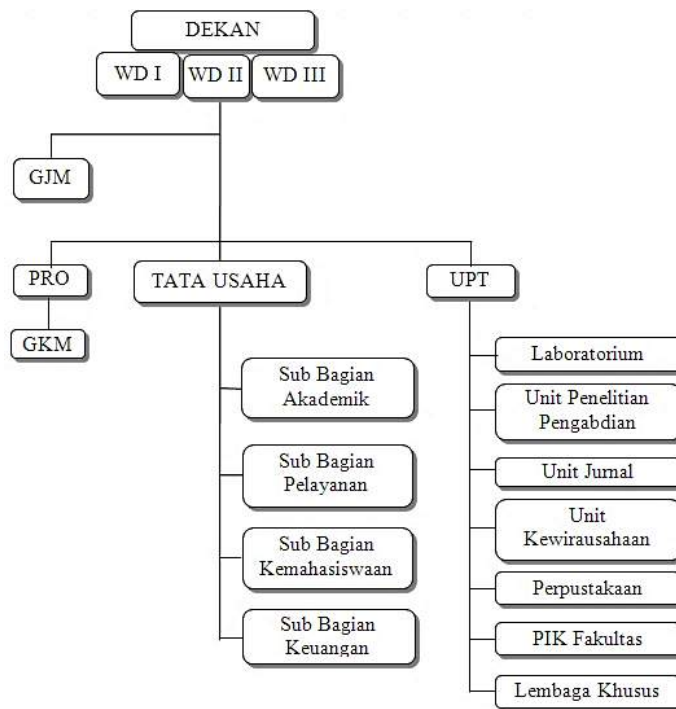 DEKAN
WD I
WD II
WD III
GJM
PRO
TATA USAHA
UPT
GKM
Laboratorium
Sub Bagian
Akademik
Unit Penelitian
Pengabdian
Sub Bagian
Pelayanan
Unit Jurnal
Unit
Kewirausahaan
Sub Bagian
Kemahasiswaan
Perpustakaan
Sub Bagian
Keuangan
PIK Fakultas
Lembaga Khusus